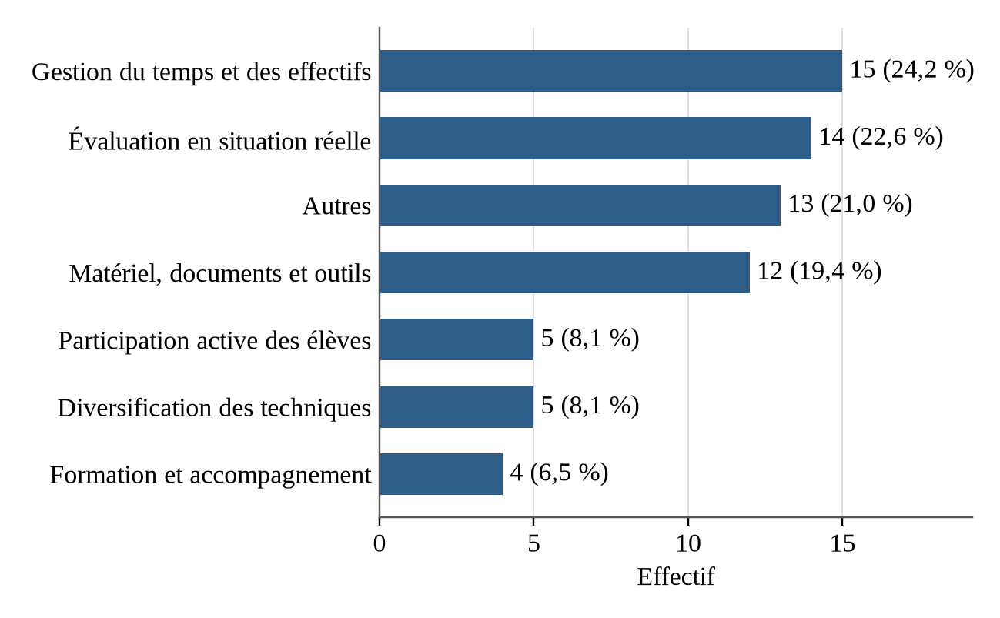 Gestion du temps et des effectifs 15 (24,2 %)
Évaluation en situation réelle 14 (22,6 %)
Autres 13 (21,0 %)
Matériel, documents et outils 12 (19,4 %)
Participation active des élèves 5 (8,1 %)
Diversification des techniques 5 (8,1 %)
Formation et accompagnement 4 (6,5 %)
0 5 10 15
Effectif